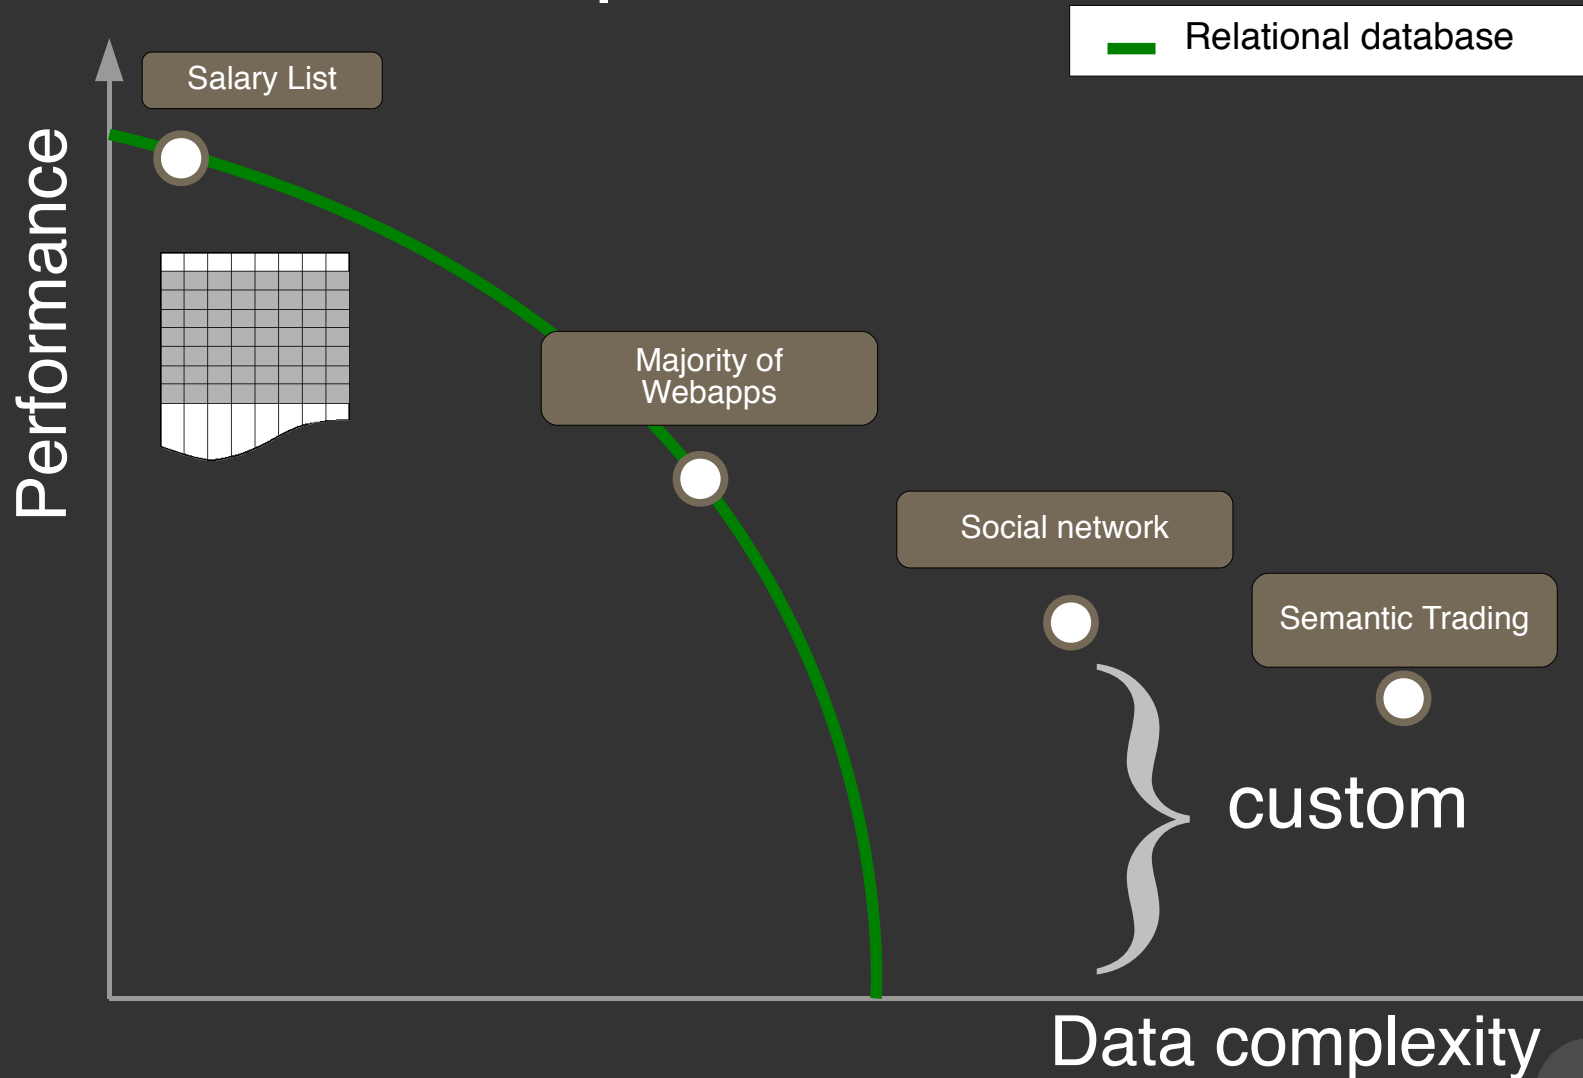 Relational database
Salary List
Performance
Majority of
Webapps
Social network
Semantic Trading
custom
Data complexity